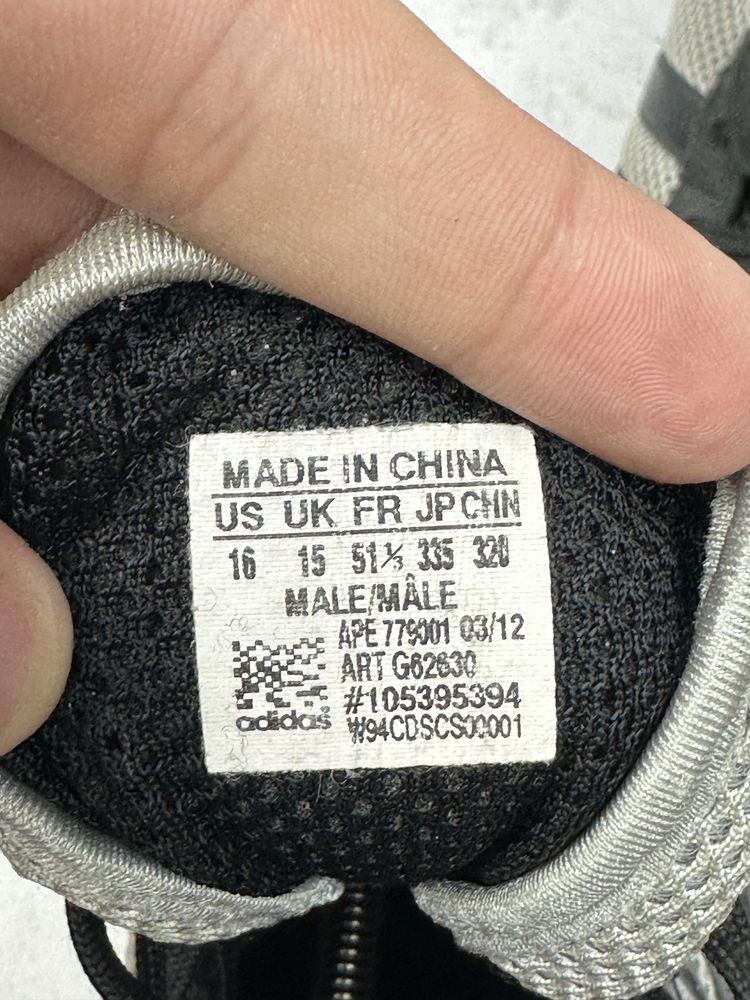 MADE IN CHINA
US UK FR JP CHN
16 15 51⅓ 335 320
MALE/MÂLE
APE 779001 03/12
ART G62630
#105395394
adidas W94CDSCS00001